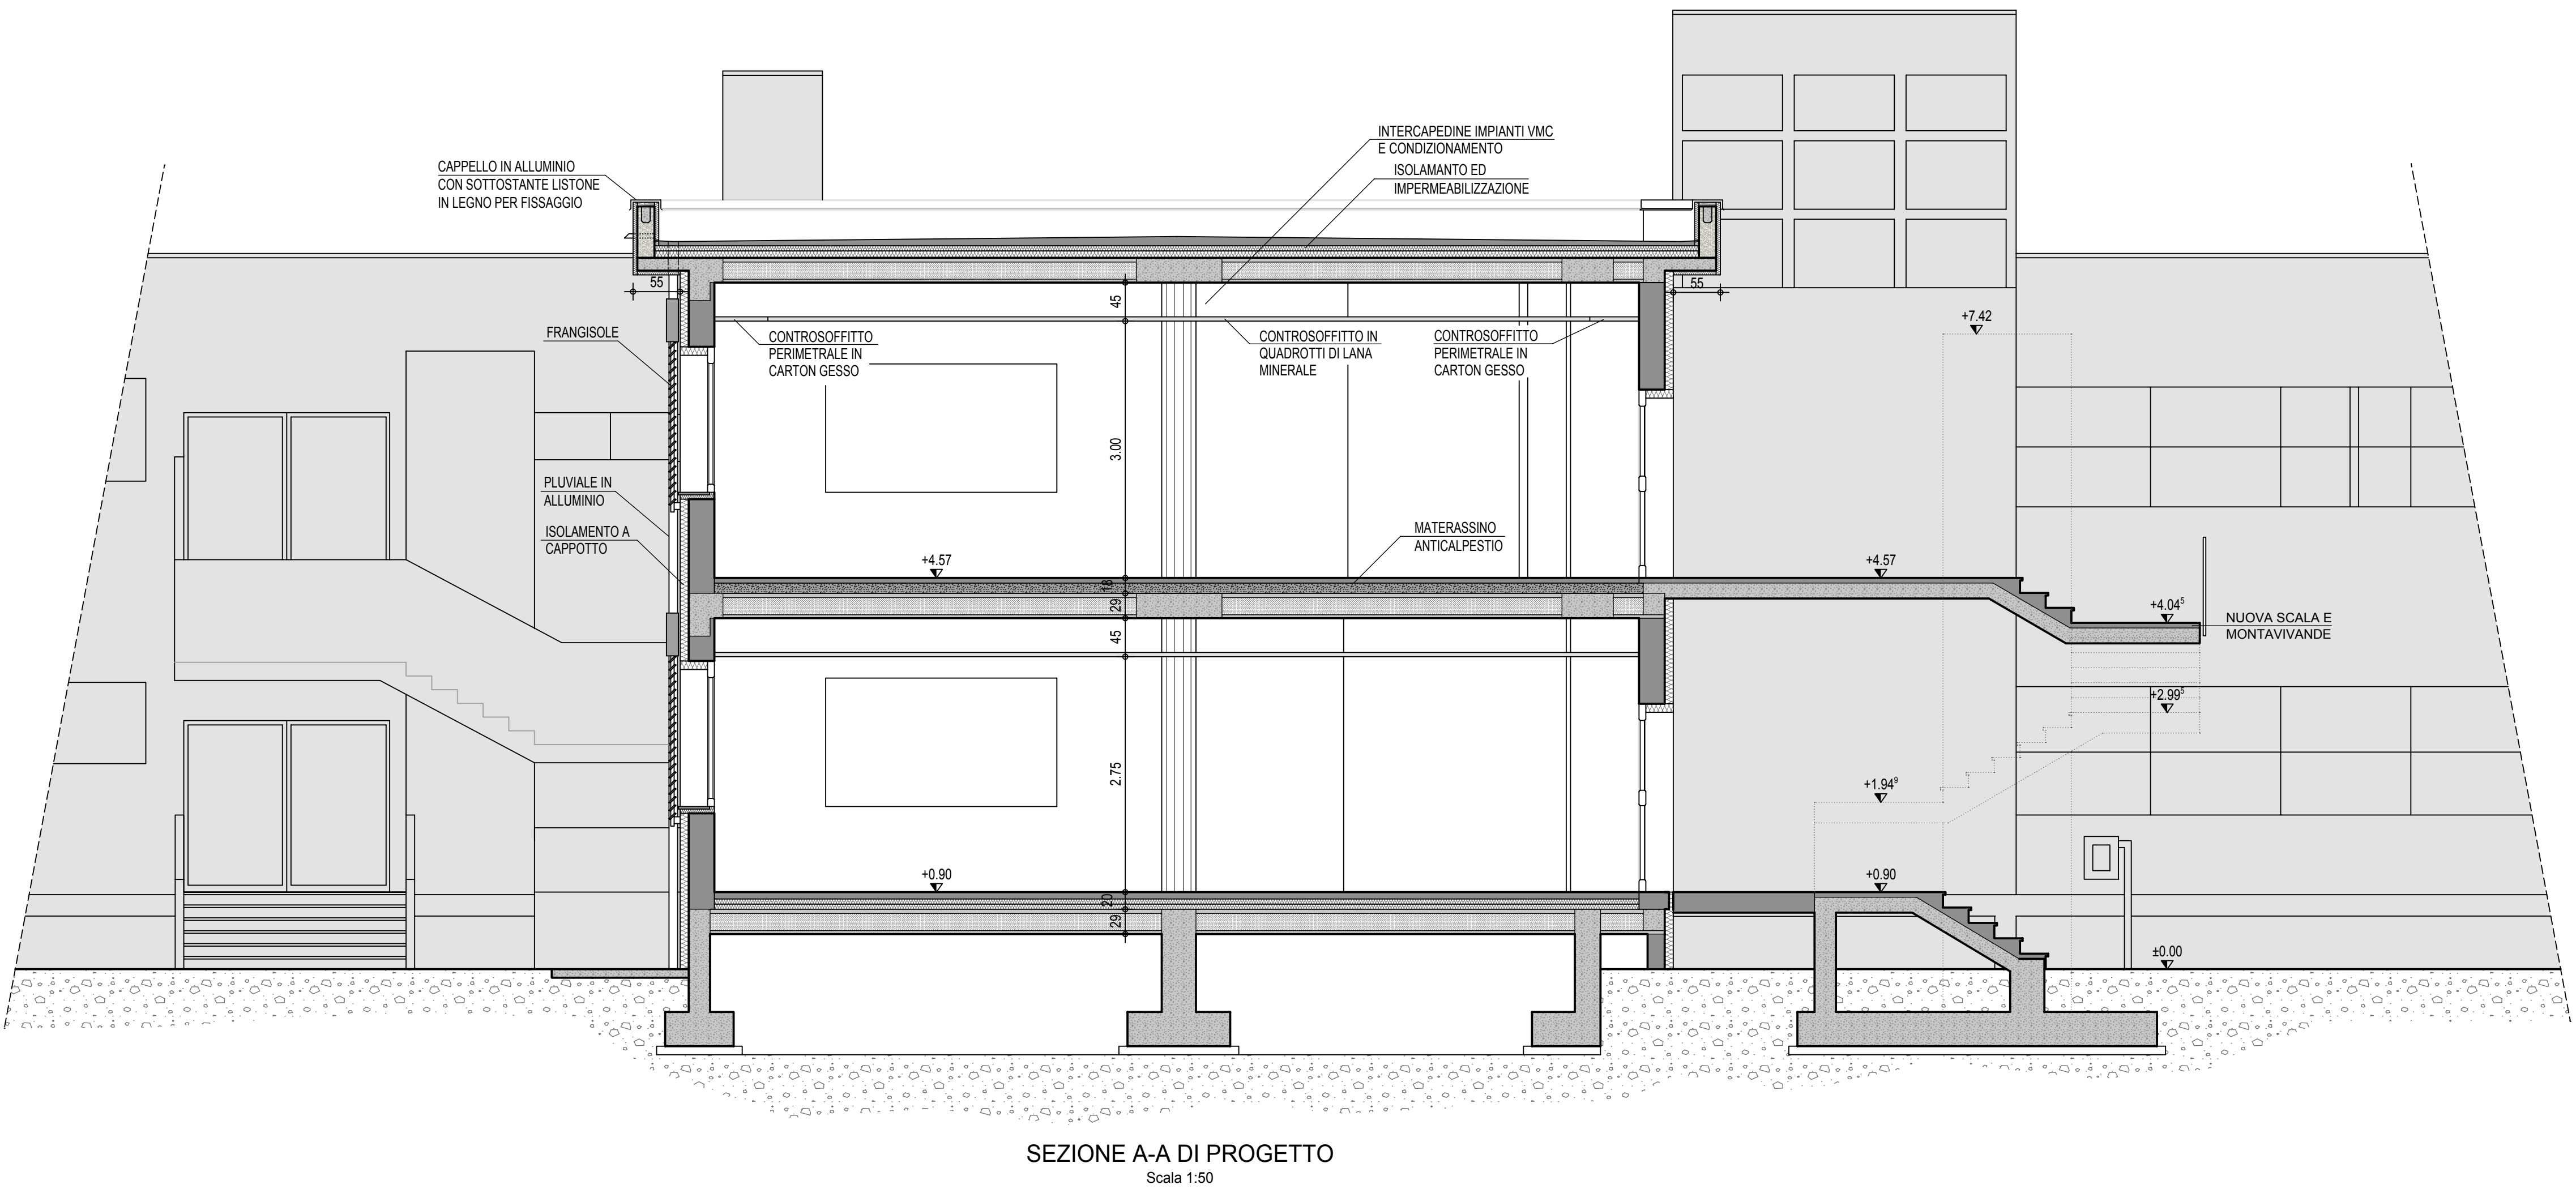 INTERCAPEDINE IMPIANTI VMC
E CONDIZIONAMENTO
ISOLAMANTO ED
IMPERMEABILIZZAZIONE
CAPPELLO IN ALLUMINIO
CON SOTTOSTANTE LISTONE
IN LEGNO PER FISSAGGIO
55
45
55
+7.42
FRANGISOLE
CONTROSOFFITTO
PERIMETRALE IN
CARTON GESSO
CONTROSOFFITTO IN
QUADROTTI DI LANA
MINERALE
CONTROSOFFITTO
PERIMETRALE IN
CARTON GESSO
3.00
PLUVIALE IN
ALLUMINIO
ISOLAMENTO A
CAPPOTTO
MATERASSINO
ANTICALPESTIO
+4.57
+4.57
18
29
+4.04⁵
NUOVA SCALA E
MONTAVIVANDE
45
+2.99⁵
2.75
+1.94⁹
+0.90
+0.90
20
29
±0.00
SEZIONE A-A DI PROGETTO
Scala 1:50